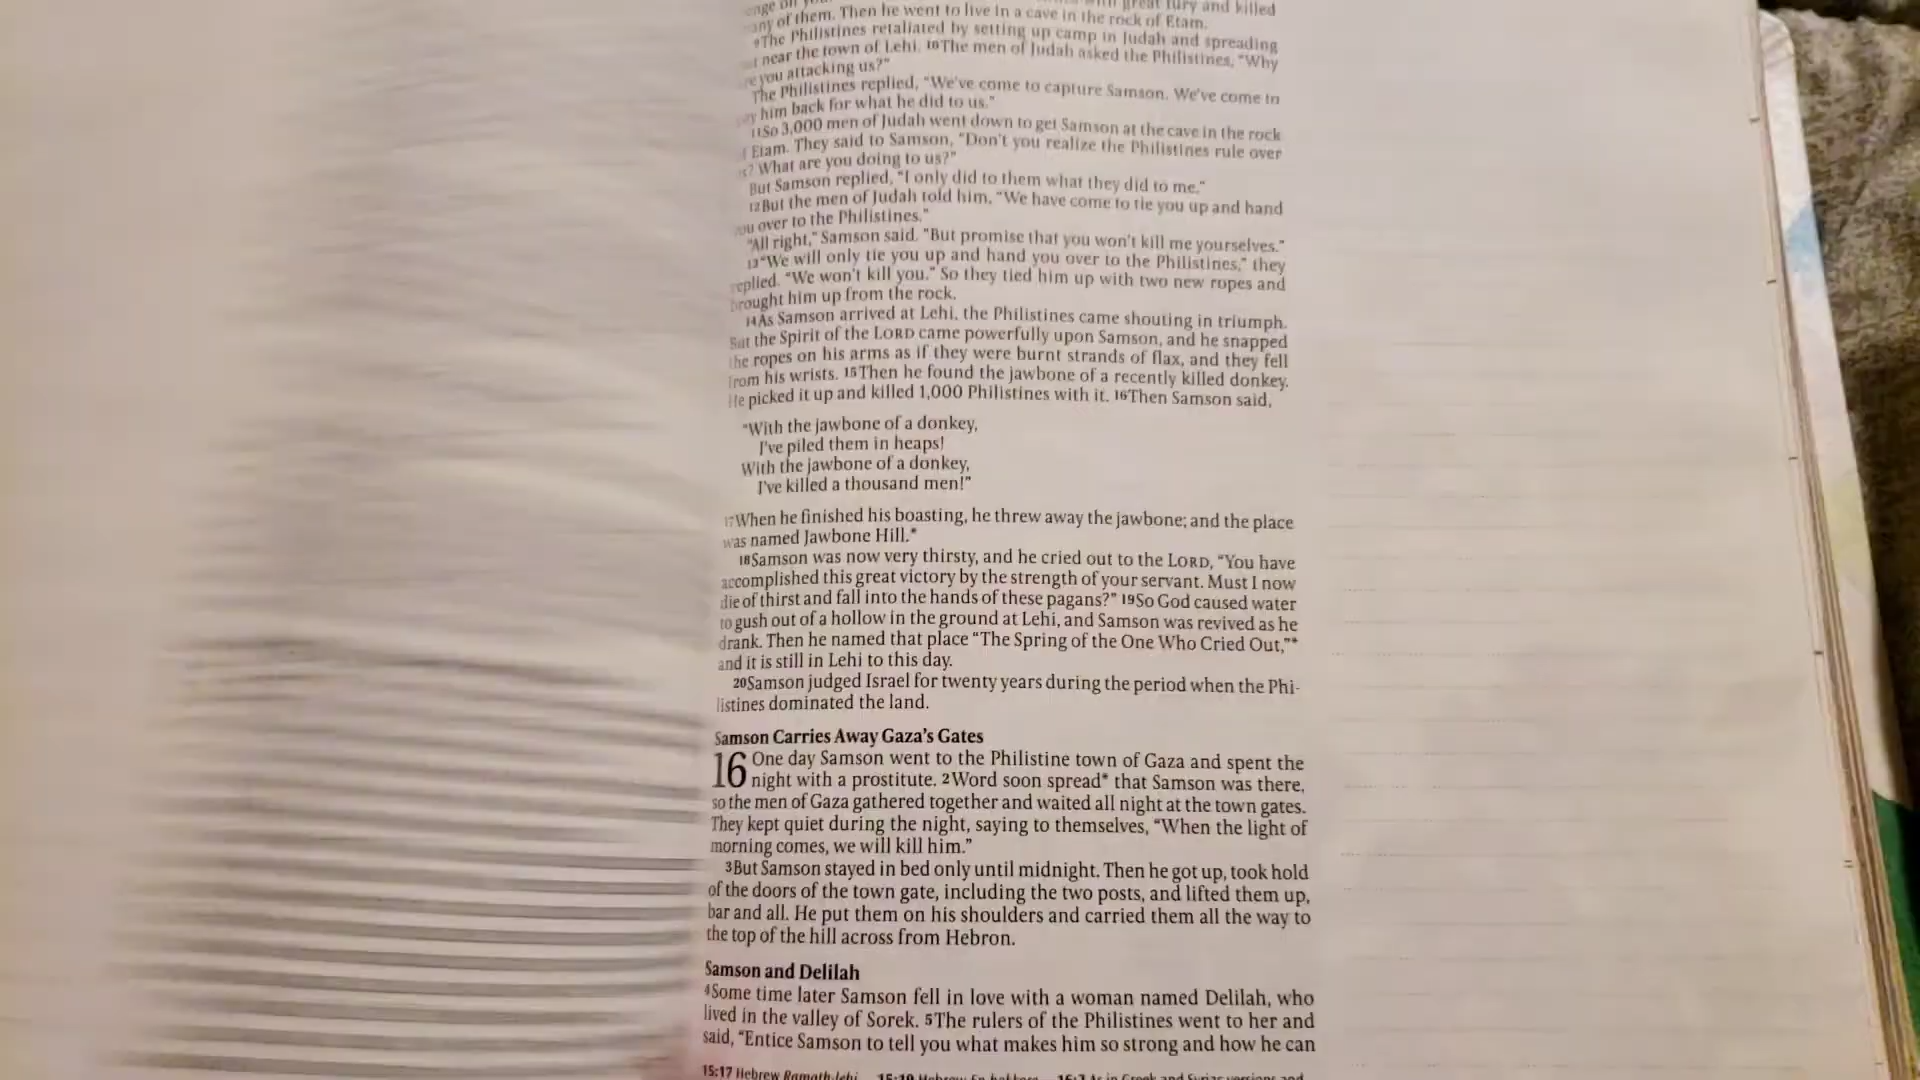 great fury and killed
any of them. Then he went to live in a cave in the rock of Etam.
9The Philistines retaliated by setting up camp in Judah and spreading
near the town of Lehi. 10The men of Judah asked the Philistines, “Why
you attacking us?”
The Philistines replied, “We’ve come to capture Samson. We’ve come to
him back for what he did to us.”
11So 3,000 men of Judah went down to get Samson at the cave in the rock
Etam. They said to Samson, “Don’t you realize the Philistines rule over
s? What are you doing to us?”
But Samson replied, “I only did to them what they did to me.”
12But the men of Judah told him, “We have come to tie you up and hand
ou over to the Philistines.”
“All right,” Samson said. “But promise that you won’t kill me yourselves.”
13“We will only tie you up and hand you over to the Philistines,” they
eplied. “We won’t kill you.” So they tied him up with two new ropes and
brought him up from the rock.
14As Samson arrived at Lehi, the Philistines came shouting in triumph.
But the Spirit of the LORD came powerfully upon Samson, and he snapped
the ropes on his arms as if they were burnt strands of flax, and they fell
from his wrists. 15Then he found the jawbone of a recently killed donkey.
He picked it up and killed 1,000 Philistines with it. 16Then Samson said,
“With the jawbone of a donkey,
I’ve piled them in heaps!
With the jawbone of a donkey,
I’ve killed a thousand men!”
17When he finished his boasting, he threw away the jawbone; and the place
was named Jawbone Hill.*
18Samson was now very thirsty, and he cried out to the LORD, “You have
accomplished this great victory by the strength of your servant. Must I now
die of thirst and fall into the hands of these pagans?” 19So God caused water
to gush out of a hollow in the ground at Lehi, and Samson was revived as he
drank. Then he named that place “The Spring of the One Who Cried Out,”*
and it is still in Lehi to this day.
20Samson judged Israel for twenty years during the period when the Phi-
listines dominated the land.
Samson Carries Away Gaza’s Gates
16 One day Samson went to the Philistine town of Gaza and spent the
night with a prostitute. 2Word soon spread* that Samson was there,
so the men of Gaza gathered together and waited all night at the town gates.
They kept quiet during the night, saying to themselves, “When the light of
morning comes, we will kill him.”
3But Samson stayed in bed only until midnight. Then he got up, took hold
of the doors of the town gate, including the two posts, and lifted them up,
bar and all. He put them on his shoulders and carried them all the way to
the top of the hill across from Hebron.
Samson and Delilah
4Some time later Samson fell in love with a woman named Delilah, who
lived in the valley of Sorek. 5The rulers of the Philistines went to her and
said, “Entice Samson to tell you what makes him so strong and how he can
15:17 Hebrew Ramath-lehi. 15:19 Hebrew 16:2 As in Greek and Syriac versions and